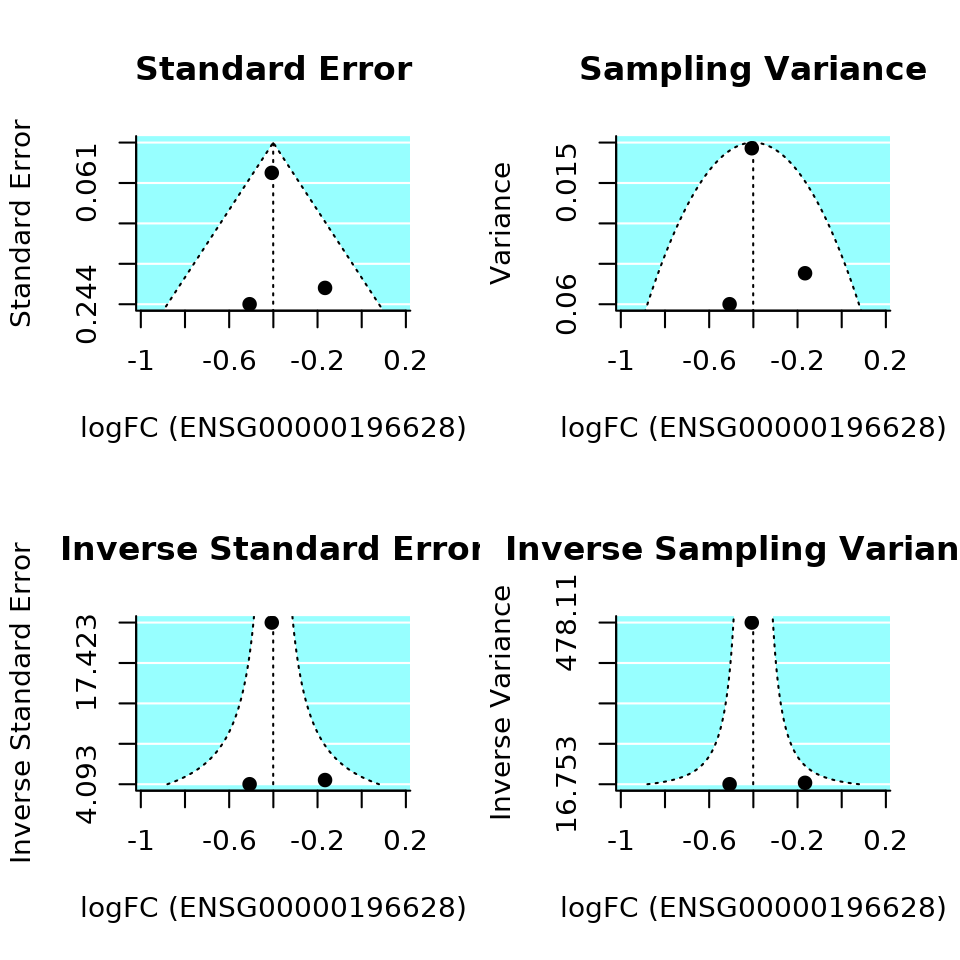 Standard Error
Standard Error
0.061
0.244
-1 -0.6 -0.2 0.2
logFC (ENSG00000196628)
Sampling Variance
Variance
0.015
0.06
-1 -0.6 -0.2 0.2
logFC (ENSG00000196628)
Inverse Standard Error
Inverse Standard Error
17.423
4.093
-1 -0.6 -0.2 0.2
logFC (ENSG00000196628)
Inverse Sampling Varian
Inverse Variance
478.11
16.753
-1 -0.6 -0.2 0.2
logFC (ENSG00000196628)